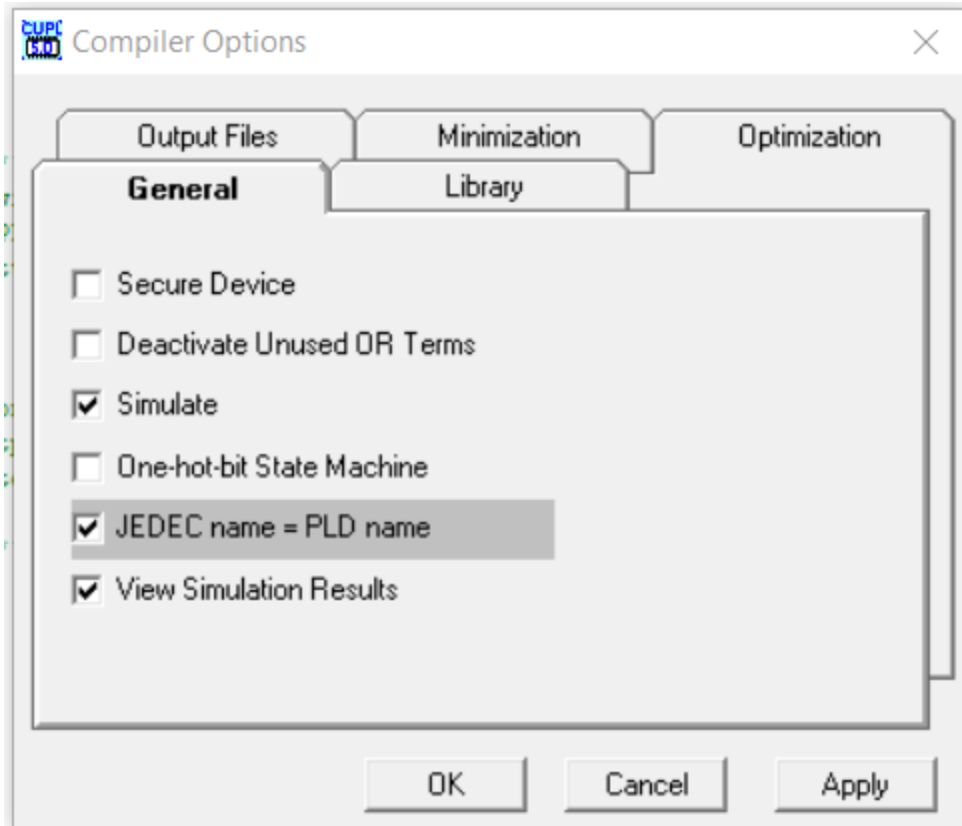 CUPL
5.0
Compiler Options
Output Files
Minimization
Optimization
General
Library
Secure Device
Deactivate Unused OR Terms
Simulate
One-hot-bit State Machine
JEDEC name = PLD name
View Simulation Results
OK
Cancel
Apply